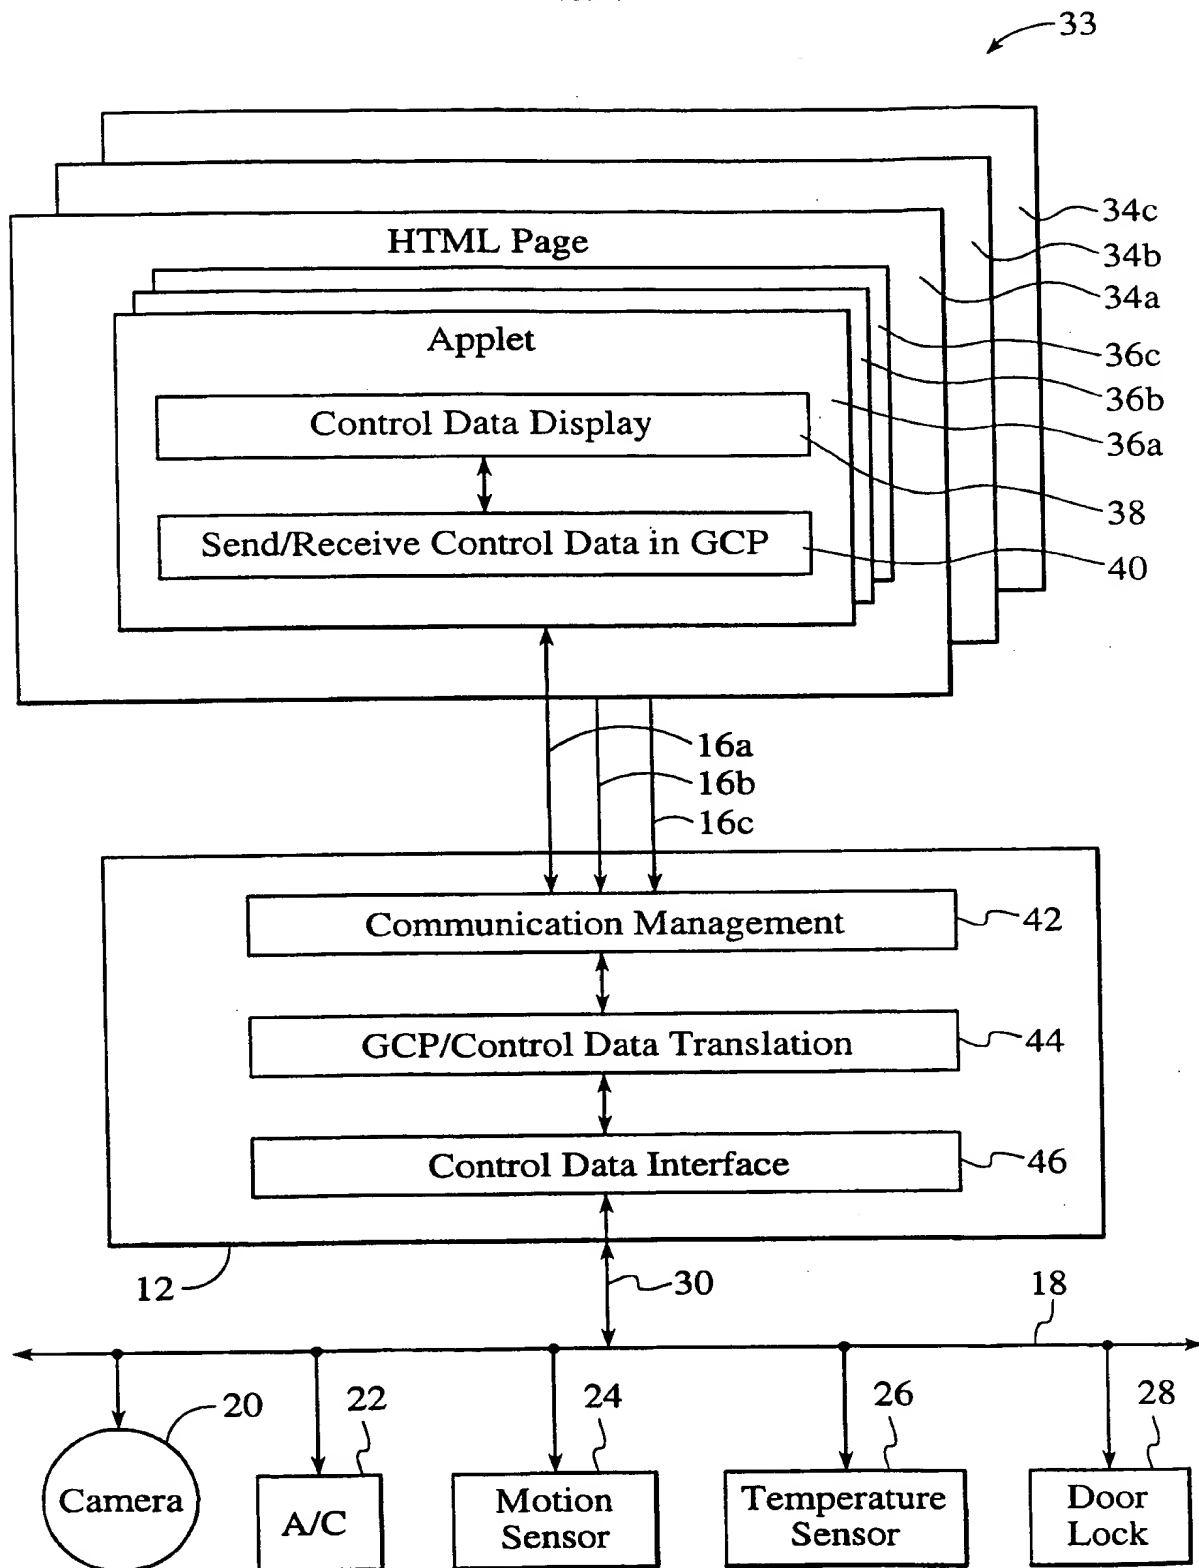 33
34c
HTML Page
34b
34a
Applet
36c
36b
Control Data Display
36a
38
Send/Receive Control Data in GCP
40
16a
16b
16c
Communication Management
42
GCP/Control Data Translation
44
Control Data Interface
46
12
30
18
20
22
24
26
28
Camera
A/C
Motion
Sensor
Temperature
Sensor
Door
Lock